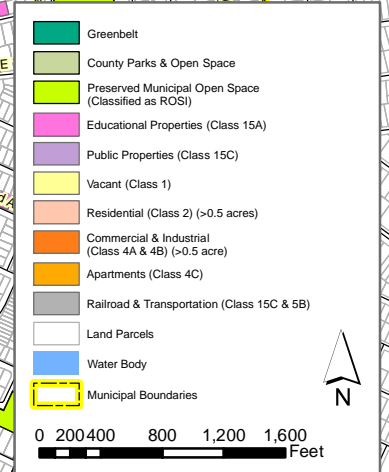 Greenbelt
County Parks & Open Space
Preserved Municipal Open Space
(Classified as ROSI)
Educational Properties (Class 15A)
Public Properties (Class 15C)
Vacant (Class 1)
Residential (Class 2) (>0.5 acres)
Commercial & Industrial
(Class 4A & 4B) (>0.5 acre)
Apartments (Class 4C)
Railroad & Transportation (Class 15C & 5B)
Land Parcels
Water Body
Municipal Boundaries
N
0 200 400 800 1,200 1,600
Feet